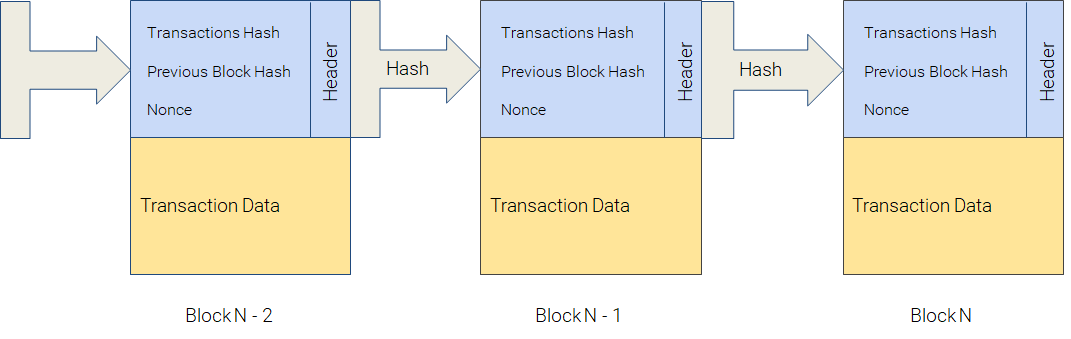 Transactions Hash
Previous Block Hash
Nonce
Header
Transaction Data
Block N - 2
Hash
Transactions Hash
Previous Block Hash
Nonce
Header
Transaction Data
Block N - 1
Hash
Transactions Hash
Previous Block Hash
Nonce
Header
Transaction Data
Block N